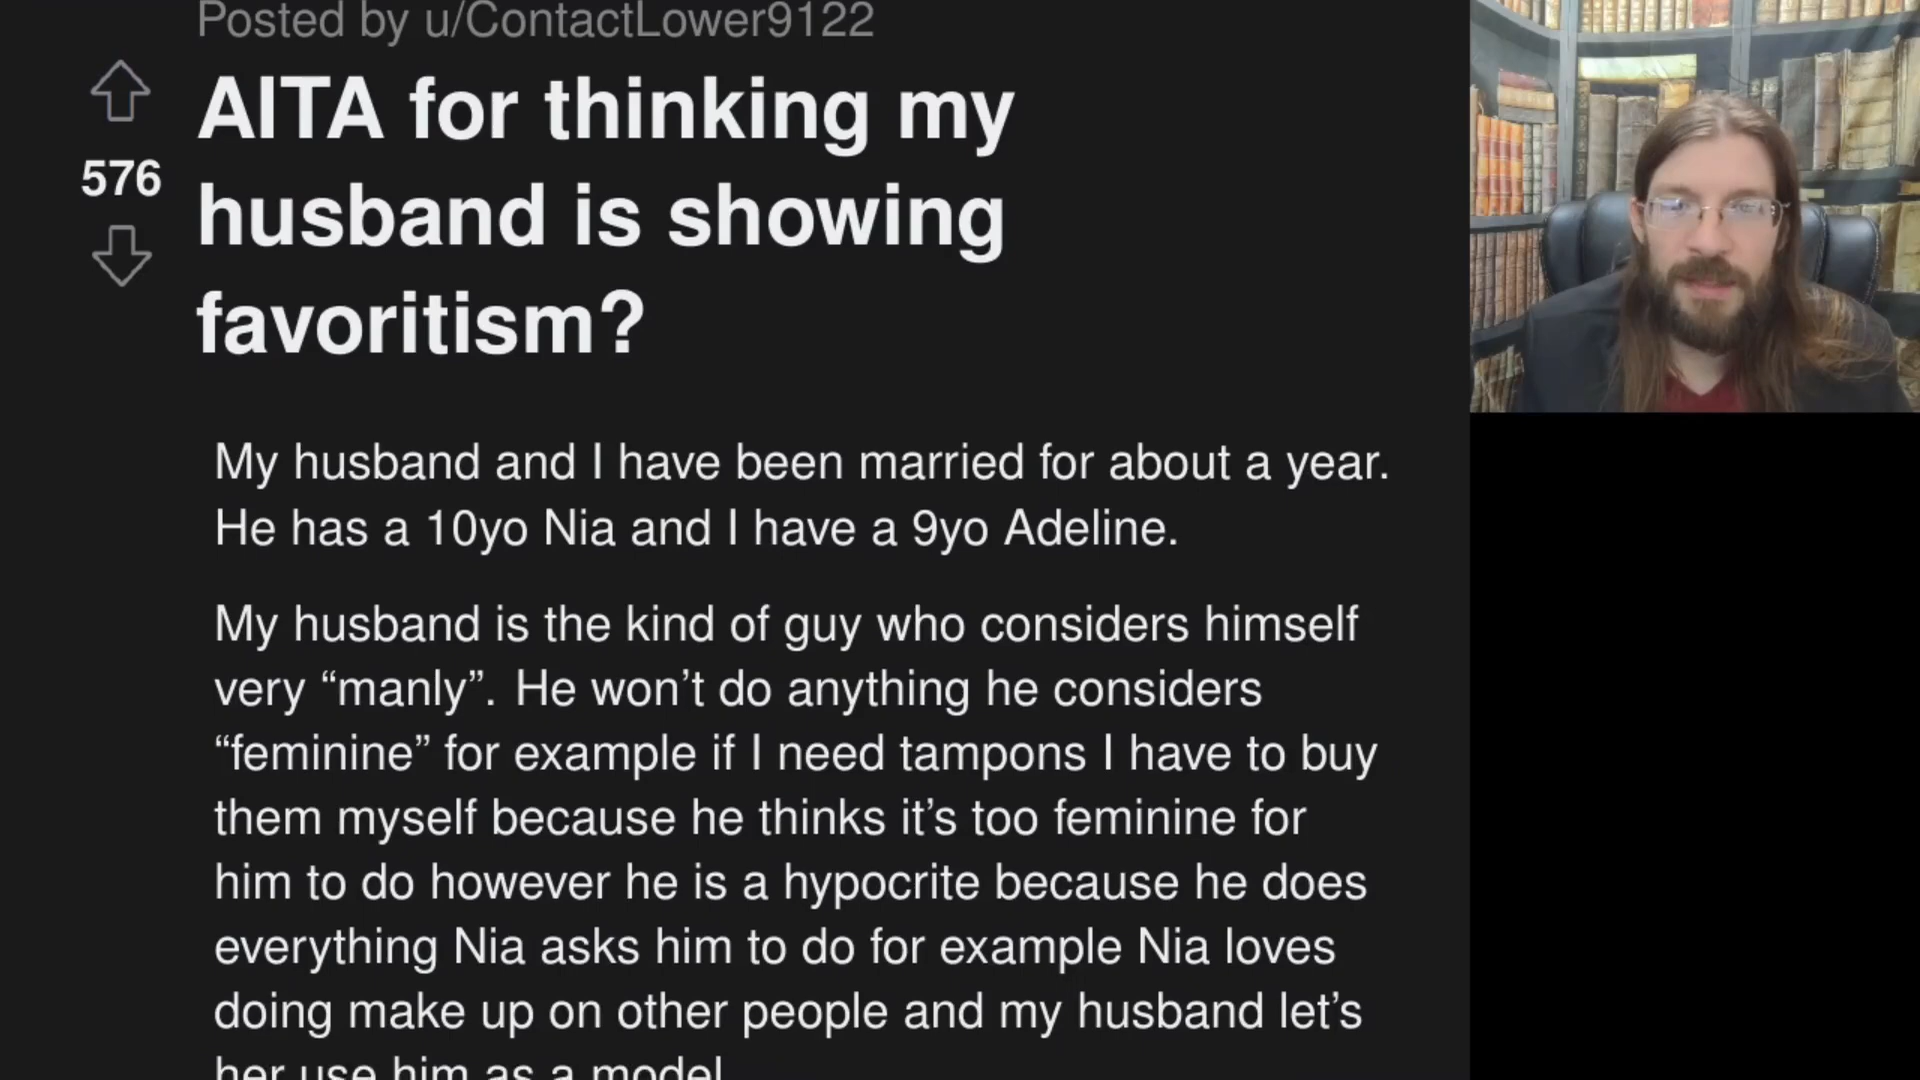 Posted by u/ContactLower9122
576
AITA for thinking my
husband is showing
favoritism?
My husband and I have been married for about a year.
He has a 10yo Nia and I have a 9yo Adeline.
My husband is the kind of guy who considers himself
very “manly”. He won’t do anything he considers
“feminine” for example if I need tampons I have to buy
them myself because he thinks it’s too feminine for
him to do however he is a hypocrite because he does
everything Nia asks him to do for example Nia loves
doing make up on other people and my husband let’s
her use him as a model